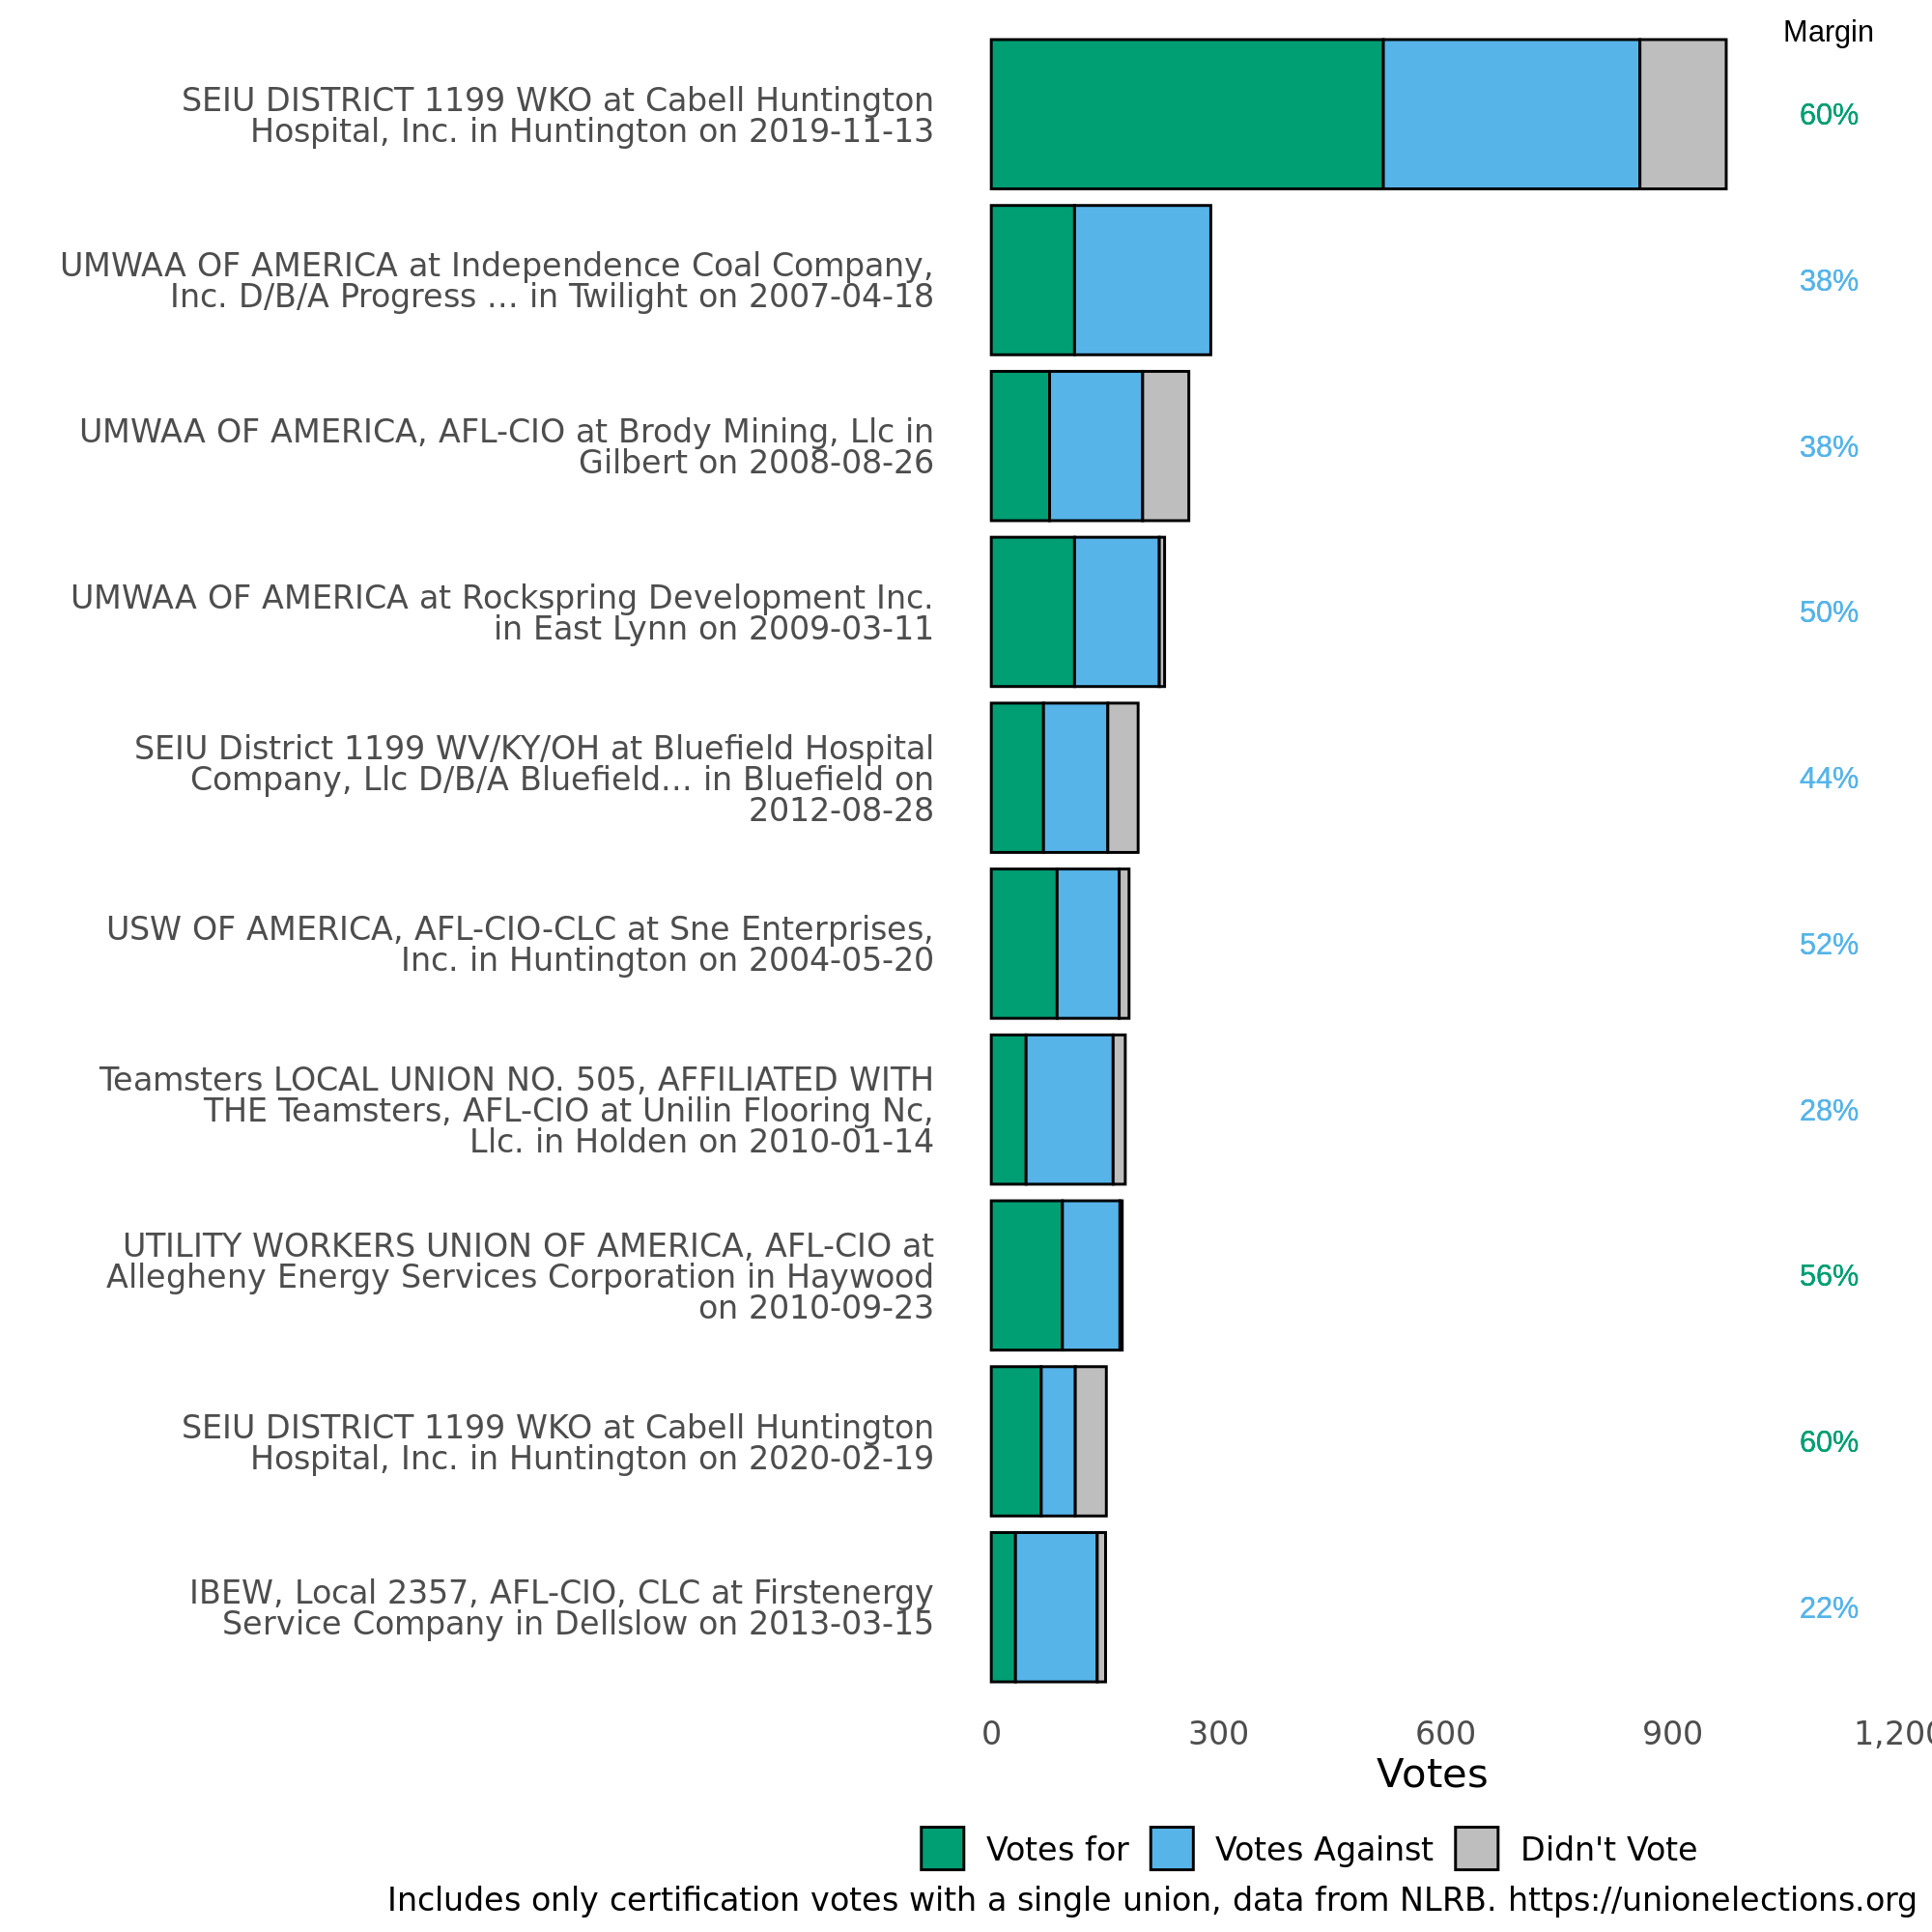 Margin
SEIU DISTRICT 1199 WKO at Cabell Huntington
Hospital, Inc. in Huntington on 2019-11-13
60%
UMWAA OF AMERICA at Independence Coal Company,
Inc. D/B/A Progress ... in Twilight on 2007-04-18
38%
UMWAA OF AMERICA, AFL-CIO at Brody Mining, Llc in
Gilbert on 2008-08-26
38%
UMWAA OF AMERICA at Rockspring Development Inc.
in East Lynn on 2009-03-11
50%
SEIU District 1199 WV/KY/OH at Bluefield Hospital
Company, Llc D/B/A Bluefield... in Bluefield on
2012-08-28
44%
USW OF AMERICA, AFL-CIO-CLC at Sne Enterprises,
Inc. in Huntington on 2004-05-20
52%
Teamsters LOCAL UNION NO. 505, AFFILIATED WITH
THE Teamsters, AFL-CIO at Unilin Flooring Nc,
Llc. in Holden on 2010-01-14
28%
UTILITY WORKERS UNION OF AMERICA, AFL-CIO at
Allegheny Energy Services Corporation in Haywood
on 2010-09-23
56%
SEIU DISTRICT 1199 WKO at Cabell Huntington
Hospital, Inc. in Huntington on 2020-02-19
60%
IBEW, Local 2357, AFL-CIO, CLC at Firstenergy
Service Company in Dellslow on 2013-03-15
22%
0 300 600 900 1,200
Votes
Votes for Votes Against Didn't Vote
Includes only certification votes with a single union, data from NLRB. https://unionelections.org